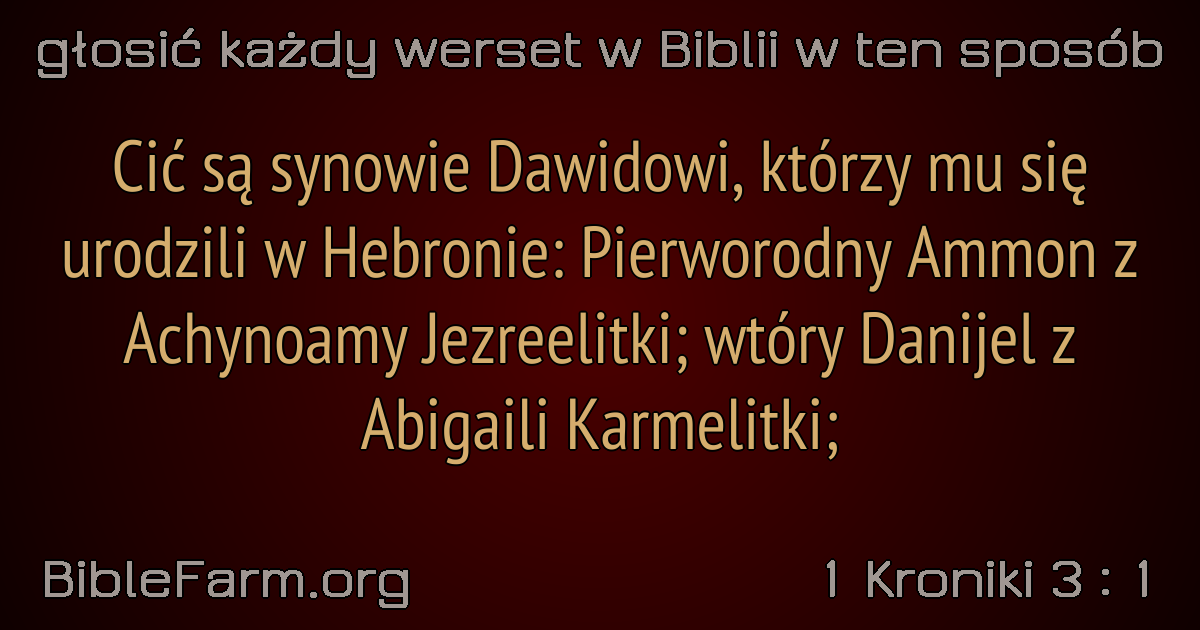 głosić każdy werset w Biblii w ten sposób
Cić są synowie Dawidowi, którzy mu się
urodzili w Hebronie: Pierworodny Ammon z
Achynoamy Jezreelitki; wtóry Danijel z
Abigaili Karmelitki;
BibleFarm.org
1 Kroniki 3 : 1